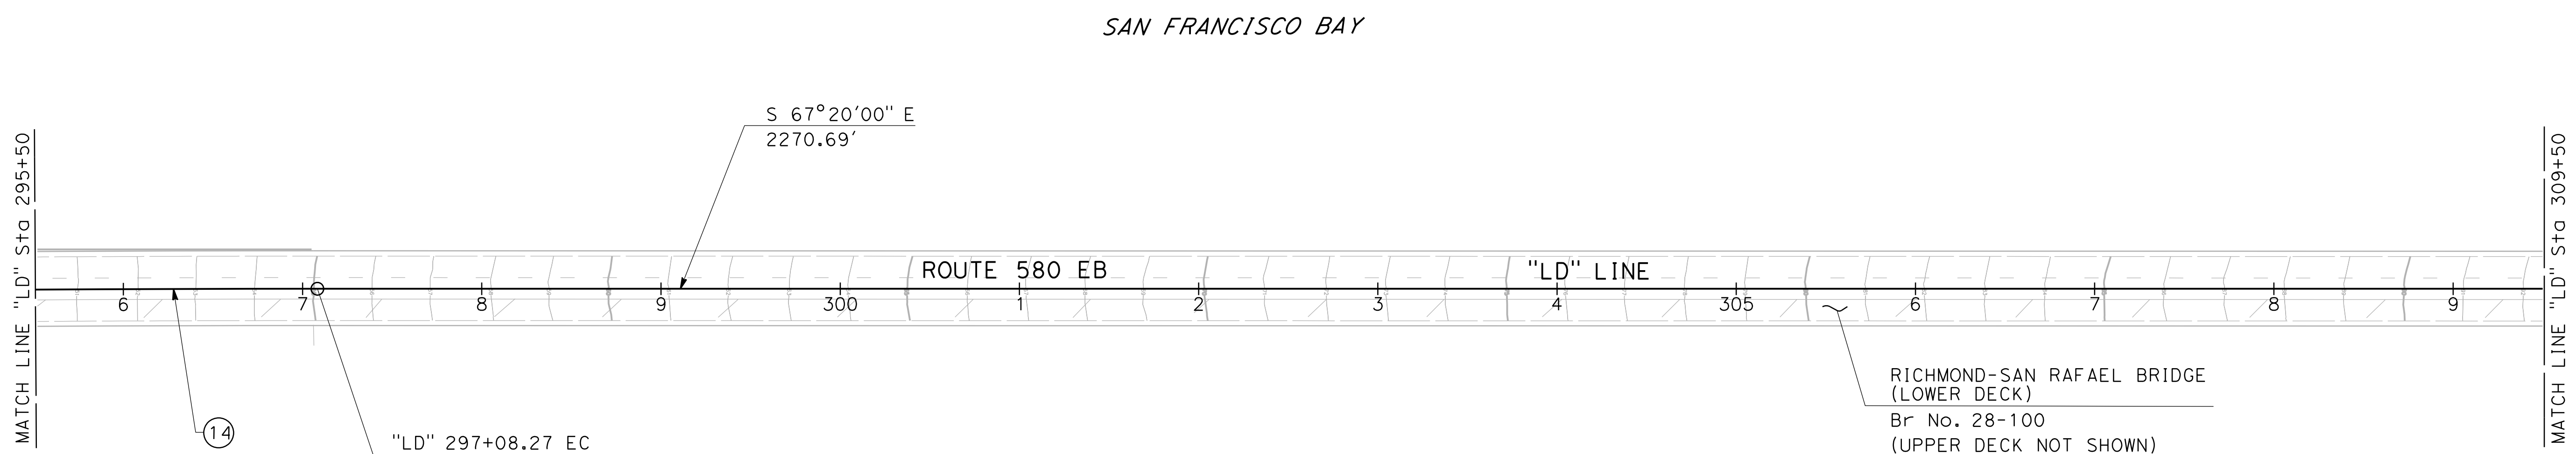 SAN FRANCISCO BAY
S 67°20'00" E
2270.69'
MATCH LINE "LD" Sta 295+50
ROUTE 580 EB
"LD" LINE
6 7 8 9 300 1 2 3 4 305 6 7 8 9
MATCH LINE "LD" Sta 309+50
14
"LD" 297+08.27 EC
RICHMOND-SAN RAFAEL BRIDGE
(LOWER DECK)
Br No. 28-100
(UPPER DECK NOT SHOWN)